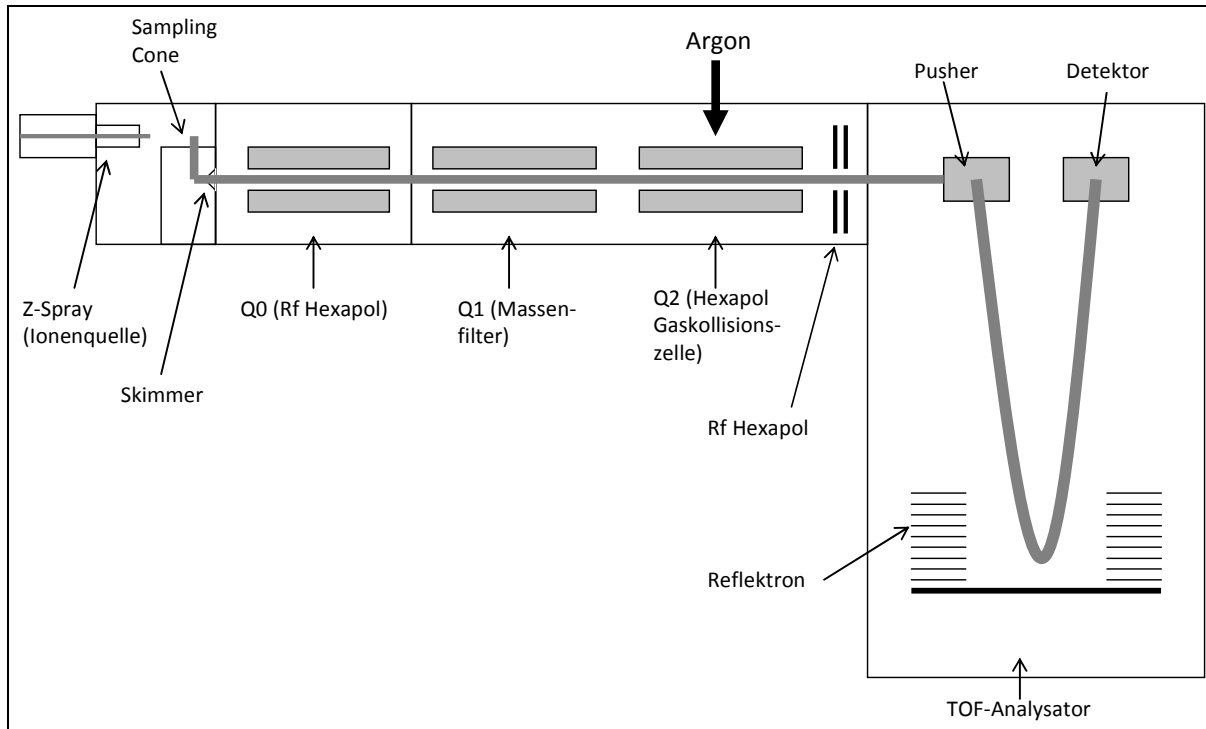 Sampling
Cone
Argon
Pusher
Detektor
Z-Spray
(Ionenquelle)
Skimmer
Q0 (Rf Hexapol)
Q1 (Massen-
filter)
Q2 (Hexapol
Gaskollisions-
zelle)
Rf Hexapol
Reflektron
TOF-Analysator